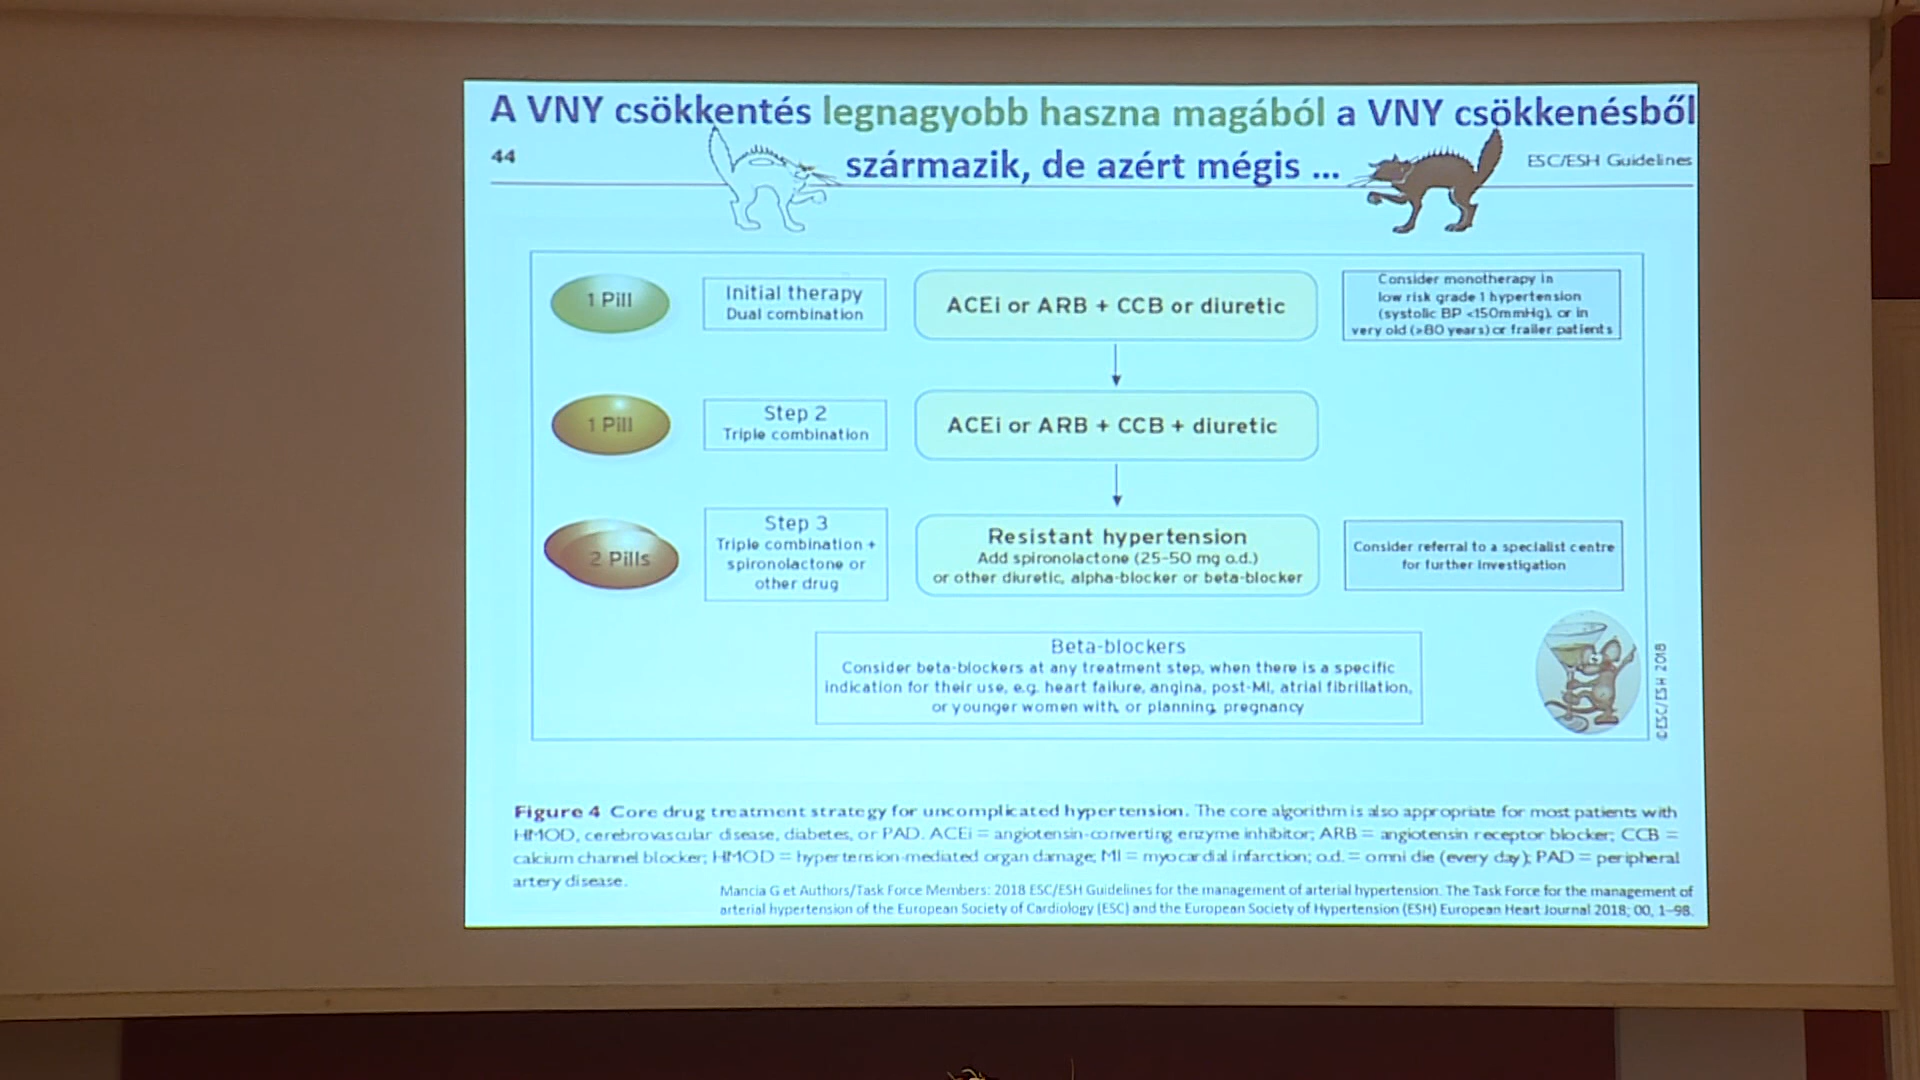 A VNY csökkentés legnagyobb haszna magából a VNY csökkenésből
44
származik, de azért mégis ...
ESC/ESH Guidelines
1 Pill
Initial therapy
Dual combination
ACEi or ARB + CCB or diuretic
Consider monotherapy in
low risk grade 1 hypertension
(systolic BP <150mmHg), or in
very old (>80 years) or frailer patients
1 Pill
Step 2
Triple combination
ACEi or ARB + CCB + diuretic
2 Pills
Step 3
Triple combination +
spironolactone or
other drug
Resistant hypertension
Add spironolactone (25–50 mg o.d.)
or other diuretic, alpha-blocker or beta-blocker
Consider referral to a specialist centre
for further investigation
Beta-blockers
Consider beta-blockers at any treatment step, when there is a specific
indication for their use, e.g. heart failure, angina, post-MI, atrial fibrillation,
or younger women with, or planning, pregnancy
©ESC/ESH 2018
Figure 4 Core drug treatment strategy for uncomplicated hypertension. The core algorithm is also appropriate for most patients with
HMOD, cerebrovascular disease, diabetes, or PAD. ACEi = angiotensin-converting enzyme inhibitor; ARB = angiotensin receptor blocker; CCB =
calcium channel blocker; HMOD = hypertension-mediated organ damage; MI = myocardial infarction; o.d. = omni die (every day); PAD = peripheral
artery disease.
Mancia G et Authors/Task Force Members: 2018 ESC/ESH Guidelines for the management of arterial hypertension. The Task Force for the management of
arterial hypertension of the European Society of Cardiology (ESC) and the European Society of Hypertension (ESH) European Heart Journal 2018; 00, 1–98.